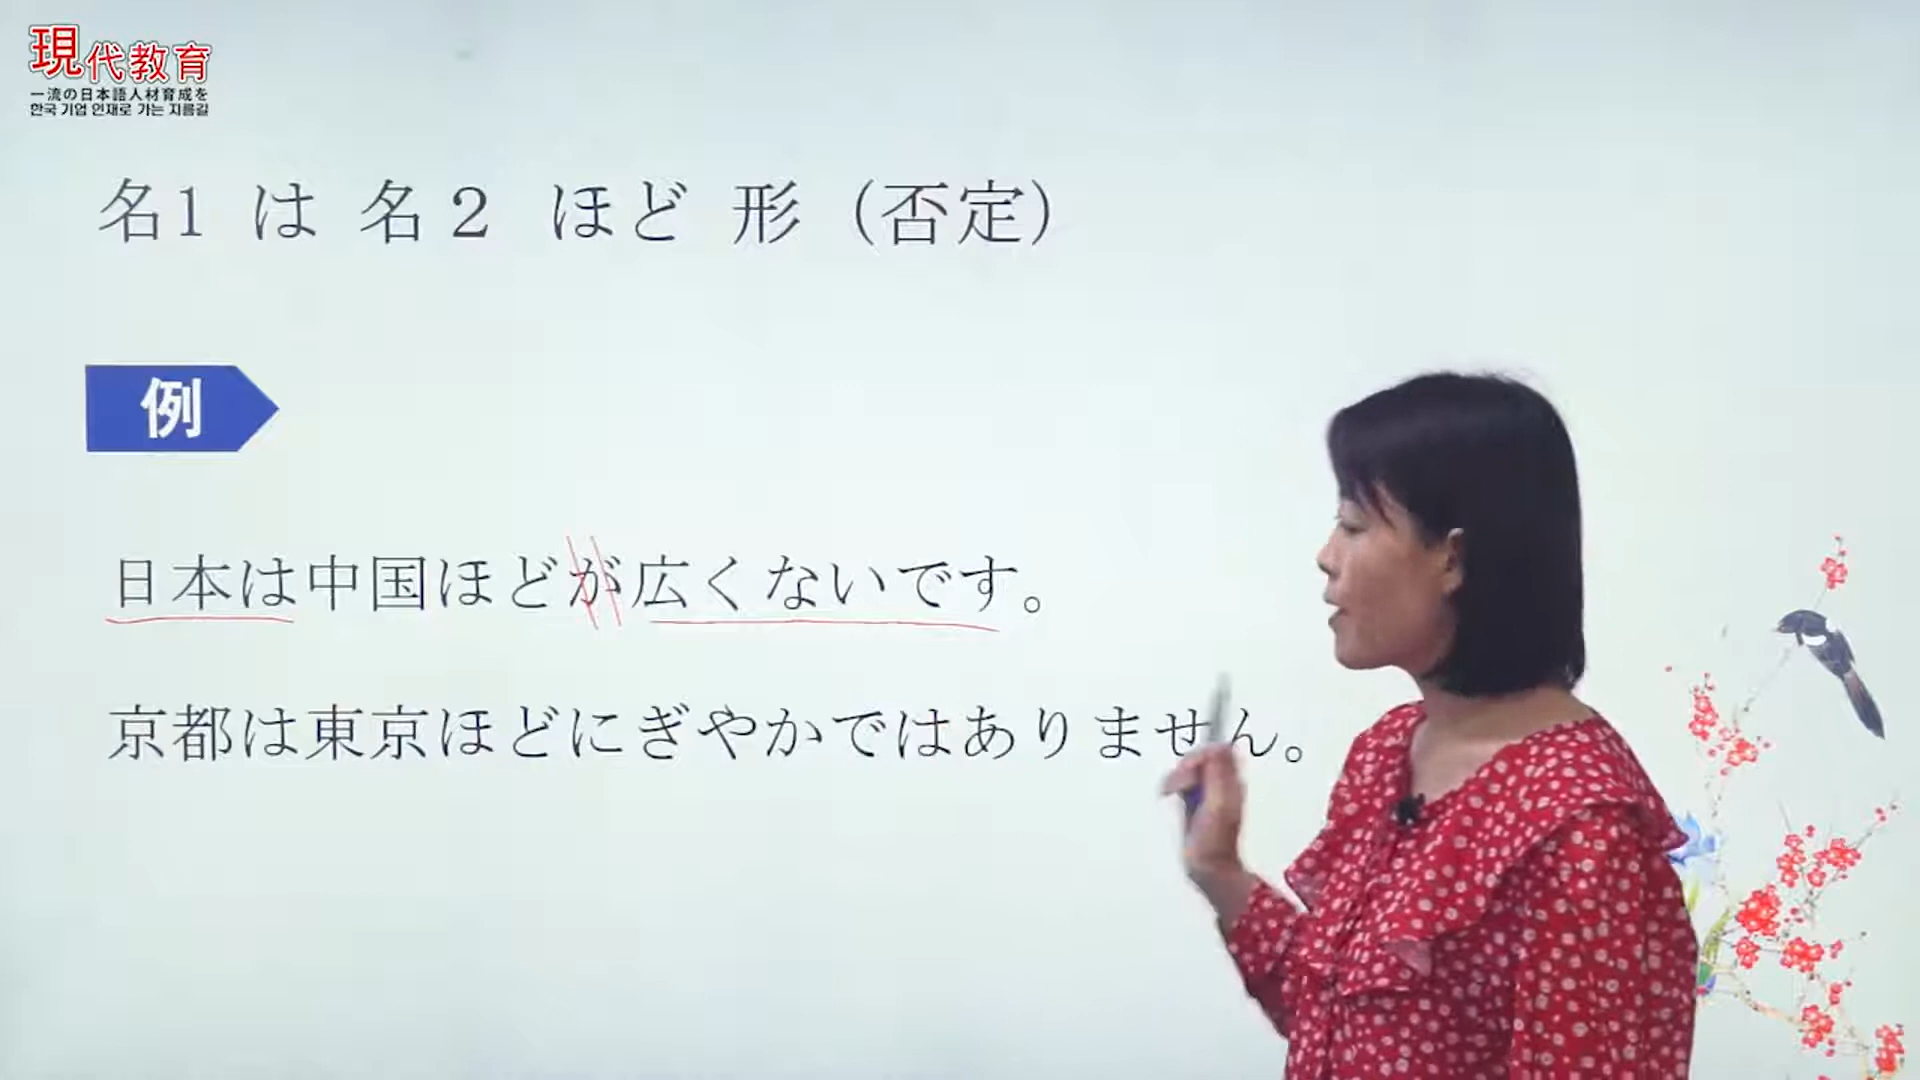 現代教育
一流の日本語人材育成を
한국 기업 인재로 가는 지름길
名1 は 名２ ほど 形（否定）
例
日本は中国ほどが広くないです。
京都は東京ほどにぎやかではありません。